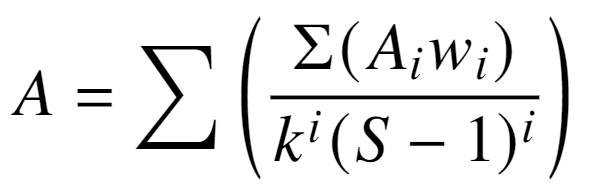 A = ∑ ( Σ(Aᵢwᵢ) / kⁱ(S − 1)ⁱ )